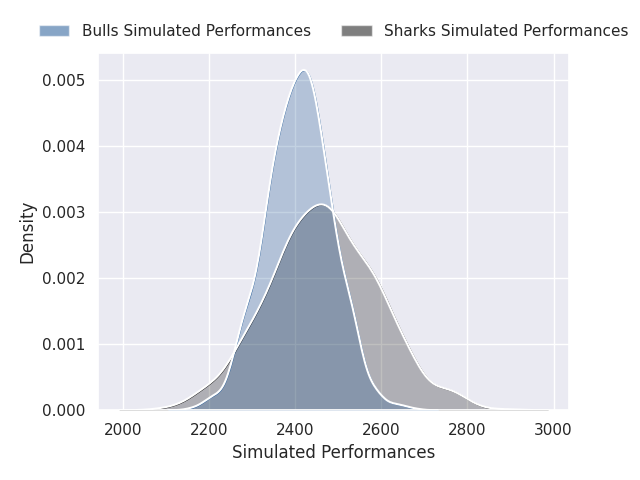 Bulls Simulated Performances Sharks Simulated Performances
0.005
0.004
0.003
0.002
0.001
0.000
Density
2000 2200 2400 2600 2800 3000
Simulated Performances